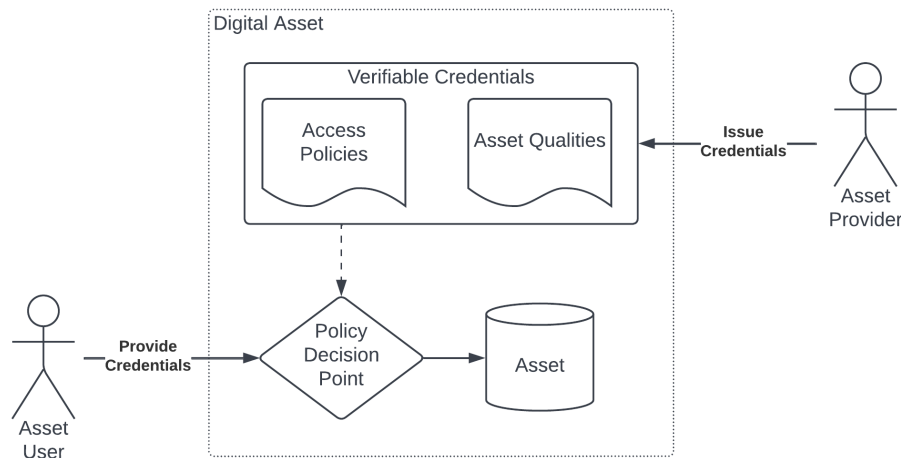 Digital Asset
Verifiable Credentials
Access
Policies
Asset Qualities
Issue
Credentials
Asset
Provider
Policy
Decision
Point
Asset
Provide
Credentials
Asset
User